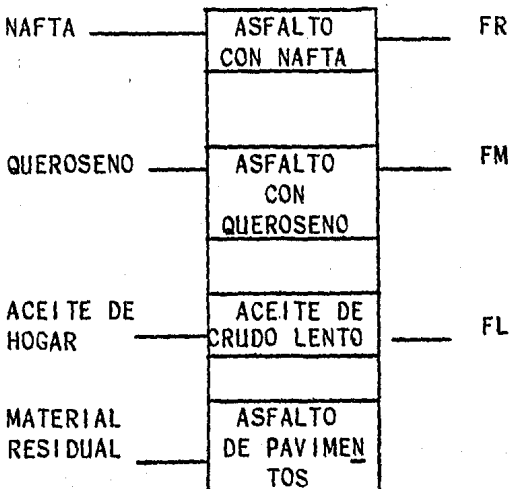 NAFTA
ASFALTO
CON NAFTA
FR
QUEROSENO
ASFALTO
CON
QUEROSENO
FM
ACEITE DE
HOGAR
ACEITE DE
CRUDO LENTO
FL
MATERIAL
RESIDUAL
ASFALTO
DE PAVIMEN
TOS